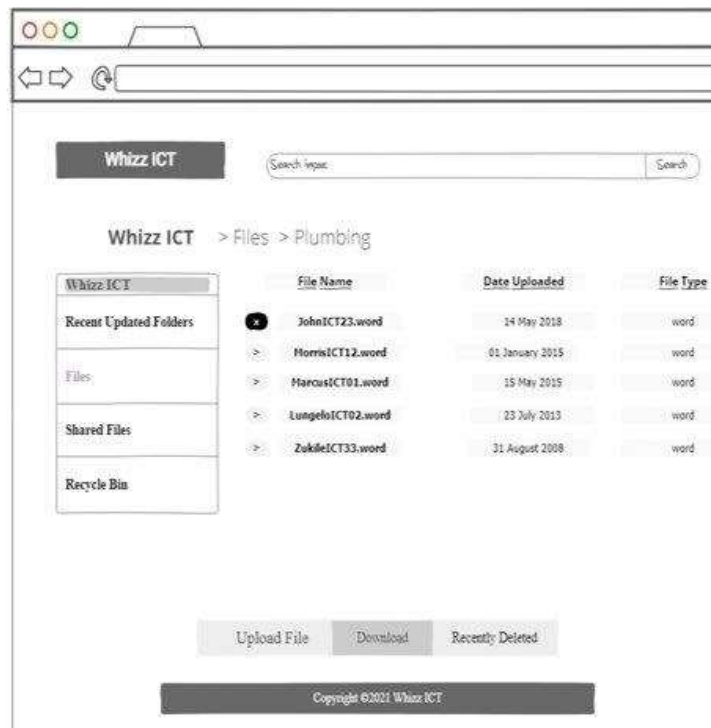 Whizz ICT
Search input Search
Whizz ICT > Files > Plumbing
Whizz ICT
Recent Updated Folders
Files
Shared Files
Recycle Bin
File Name Date Uploaded File Type
x JohnICT23.word 14 May 2018 word
> MorrisICT12.word 01 January 2015 word
> MarcusICT01.word 15 May 2015 word
> LungeloICT02.word 23 July 2013 word
> ZukileICT33.word 31 August 2008 word
Upload File Download Recently Deleted
Copyright ©2021 Whizz ICT